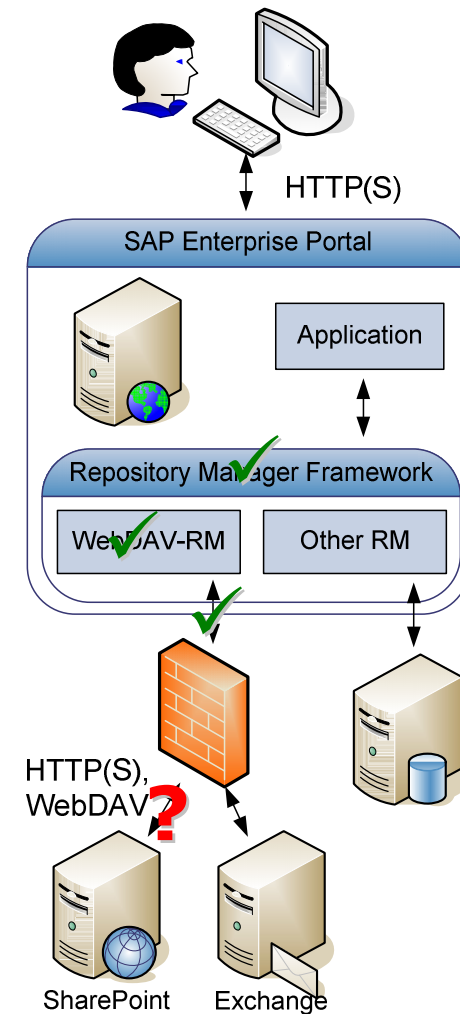 HTTP(S)
SAP Enterprise Portal
Application
Repository Manager Framework
WebDAV-RM
Other RM
HTTP(S),
WebDAV
?
SharePoint
Exchange